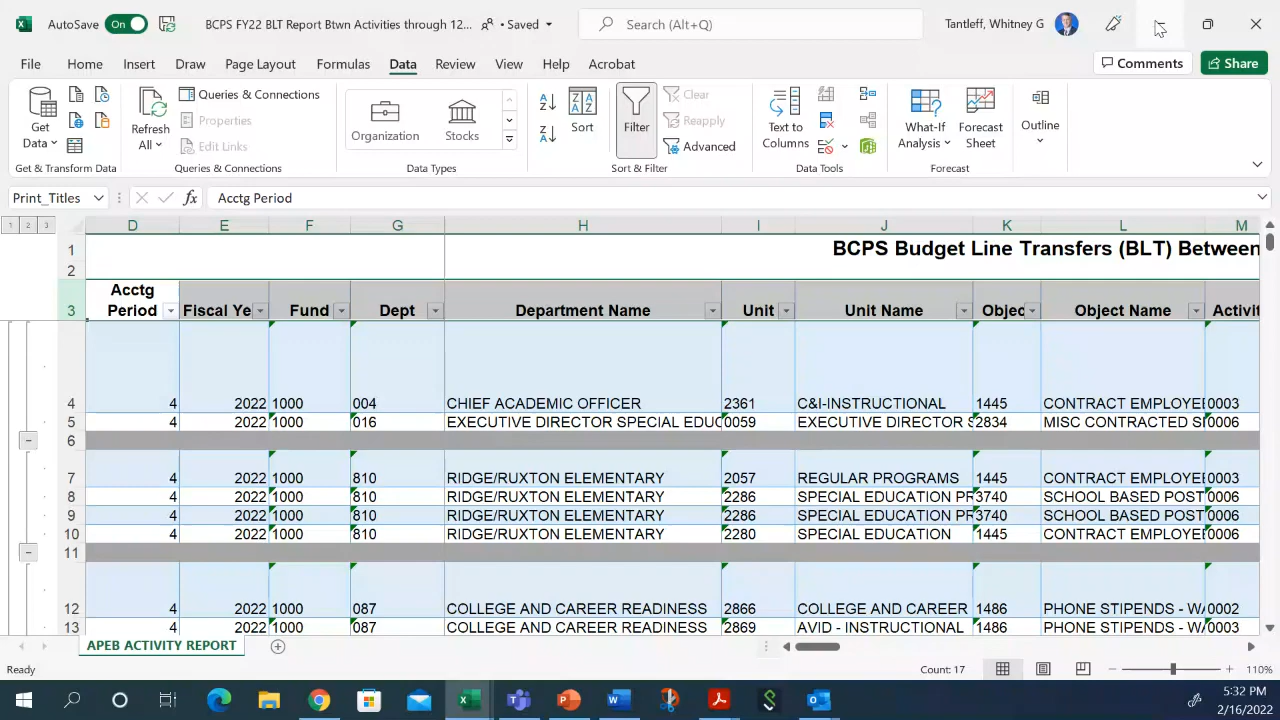 AutoSave On BCPS FY22 BLT Report Btwn Activities through 12... • Saved Search (Alt+Q) Tantleff, Whitney G
File Home Insert Draw Page Layout Formulas Data Review View Help Acrobat Comments Share
Get Data Refresh All Queries & Connections Properties Edit Links Organization Stocks Sort Filter Clear Reapply Advanced Text to Columns What-If Analysis Forecast Sheet Outline
Get & Transform Data Queries & Connections Data Types Sort & Filter Data Tools Forecast
Print_Titles fx Acctg Period
1 2 3 D E F G H I J K L M
1 BCPS Budget Line Transfers (BLT) Between
2
3 Acctg Period Fiscal Ye Fund Dept Department Name Unit Unit Name Objec Object Name Activit
4 4 2022 1000 004 CHIEF ACADEMIC OFFICER 2361 C&I-INSTRUCTIONAL 1445 CONTRACT EMPLOYE 0003
5 4 2022 1000 016 EXECUTIVE DIRECTOR SPECIAL EDUC 0059 EXECUTIVE DIRECTOR S 2834 MISC CONTRACTED S 0006
6
7 4 2022 1000 810 RIDGE/RUXTON ELEMENTARY 2057 REGULAR PROGRAMS 1445 CONTRACT EMPLOYE 0003
8 4 2022 1000 810 RIDGE/RUXTON ELEMENTARY 2286 SPECIAL EDUCATION PR 3740 SCHOOL BASED POST 0006
9 4 2022 1000 810 RIDGE/RUXTON ELEMENTARY 2286 SPECIAL EDUCATION PR 3740 SCHOOL BASED POST 0006
10 4 2022 1000 810 RIDGE/RUXTON ELEMENTARY 2280 SPECIAL EDUCATION 1445 CONTRACT EMPLOYE 0006
11
12 4 2022 1000 087 COLLEGE AND CAREER READINESS 2866 COLLEGE AND CAREER 1486 PHONE STIPENDS - WA 0002
13 4 2022 1000 087 COLLEGE AND CAREER READINESS 2869 AVID - INSTRUCTIONAL 1486 PHONE STIPENDS - WA 0003
APEB ACTIVITY REPORT
Ready Count: 17 110%
5:32 PM
2/16/2022